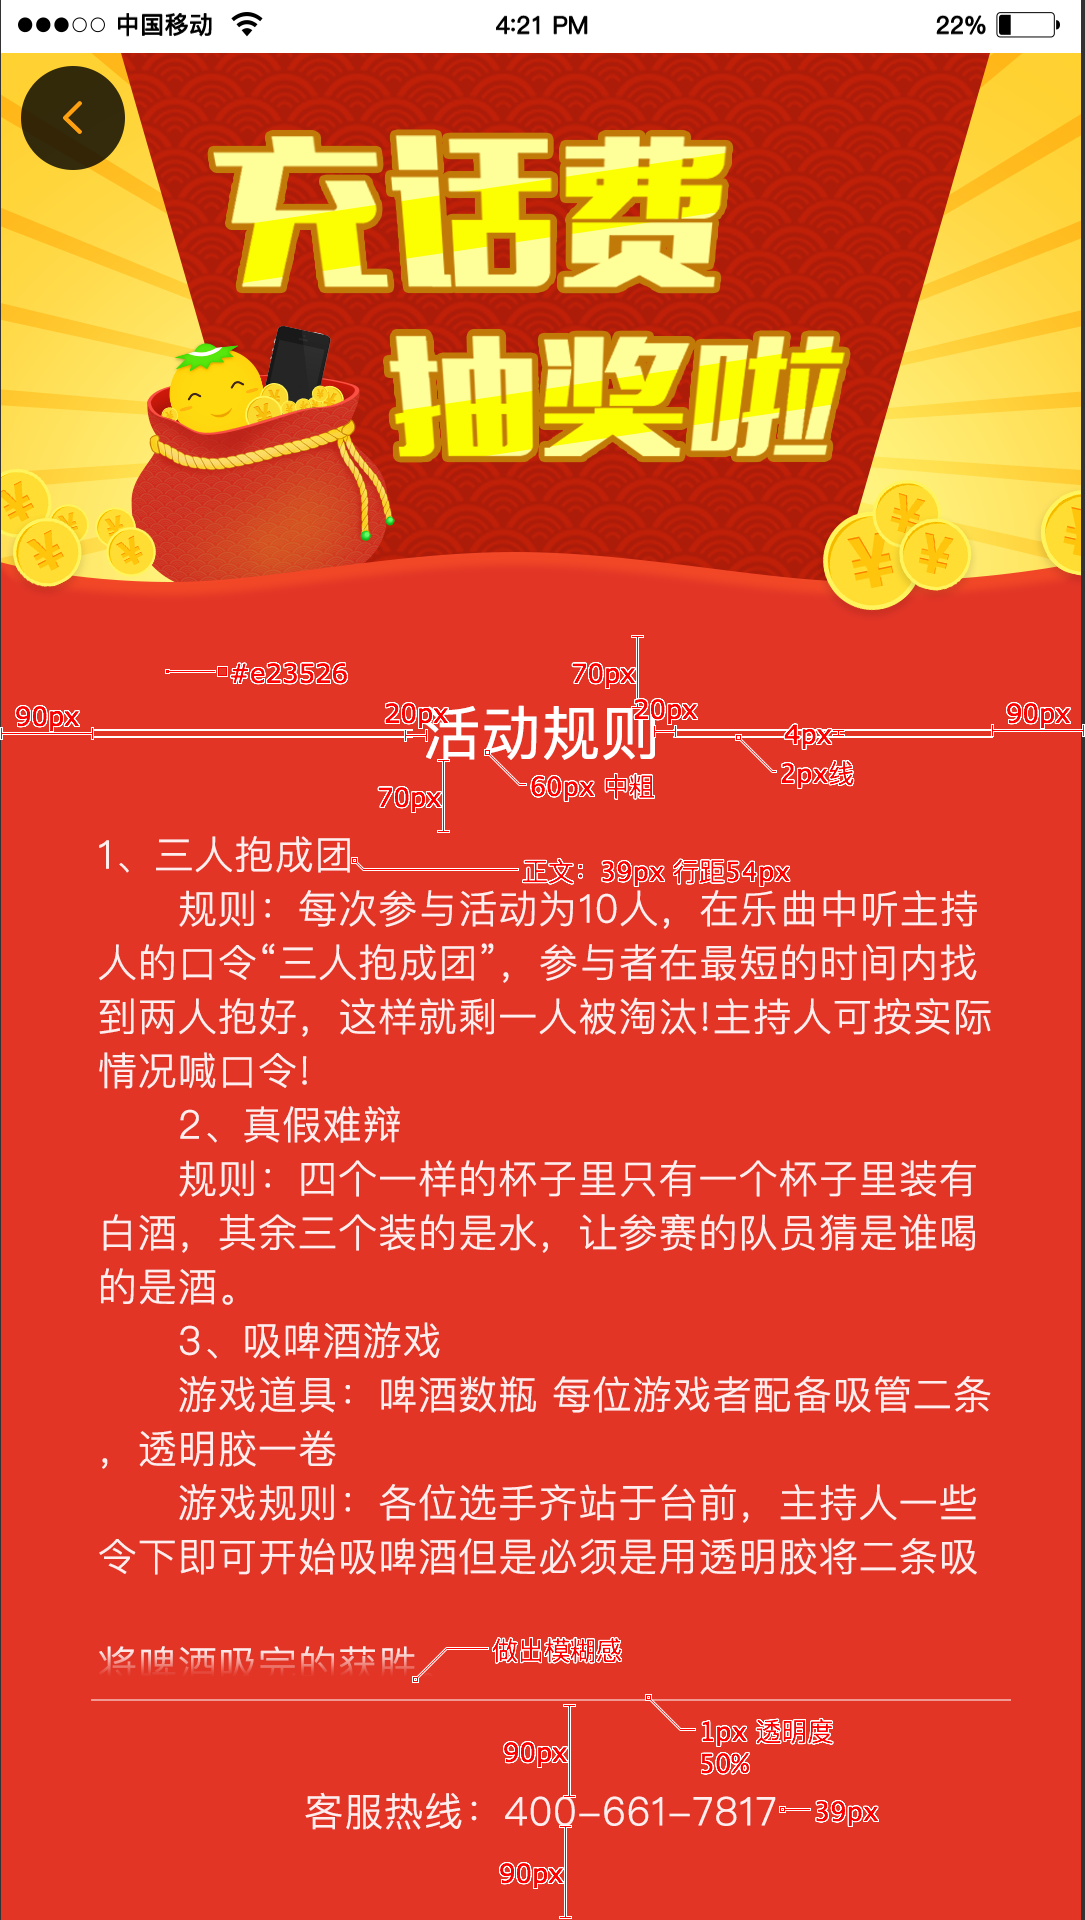 中国移动 4:21 PM 22%
充话费
抽奖啦
#e23526 70px
90px 20px 活动规则 20px 4px 90px
2px线
70px 60px 中粗
1、三人抱成团 正文：39px 行距54px
规则：每次参与活动为10人，在乐曲中听主持
人的口令“三人抱成团”，参与者在最短的时间内找
到两人抱好，这样就剩一人被淘汰!主持人可按实际
情况喊口令!
2、真假难辩
规则：四个一样的杯子里只有一个杯子里装有
白酒，其余三个装的是水，让参赛的队员猜是谁喝
的是酒。
3、吸啤酒游戏
游戏道具：啤酒数瓶 每位游戏者配备吸管二条
，透明胶一卷
游戏规则：各位选手齐站于台前，主持人一些
令下即可开始吸啤酒但是必须是用透明胶将二条吸
将啤酒吸完的获胜 做出模糊感
1px 透明度
50%
90px
客服热线：400-661-7817 39px
90px